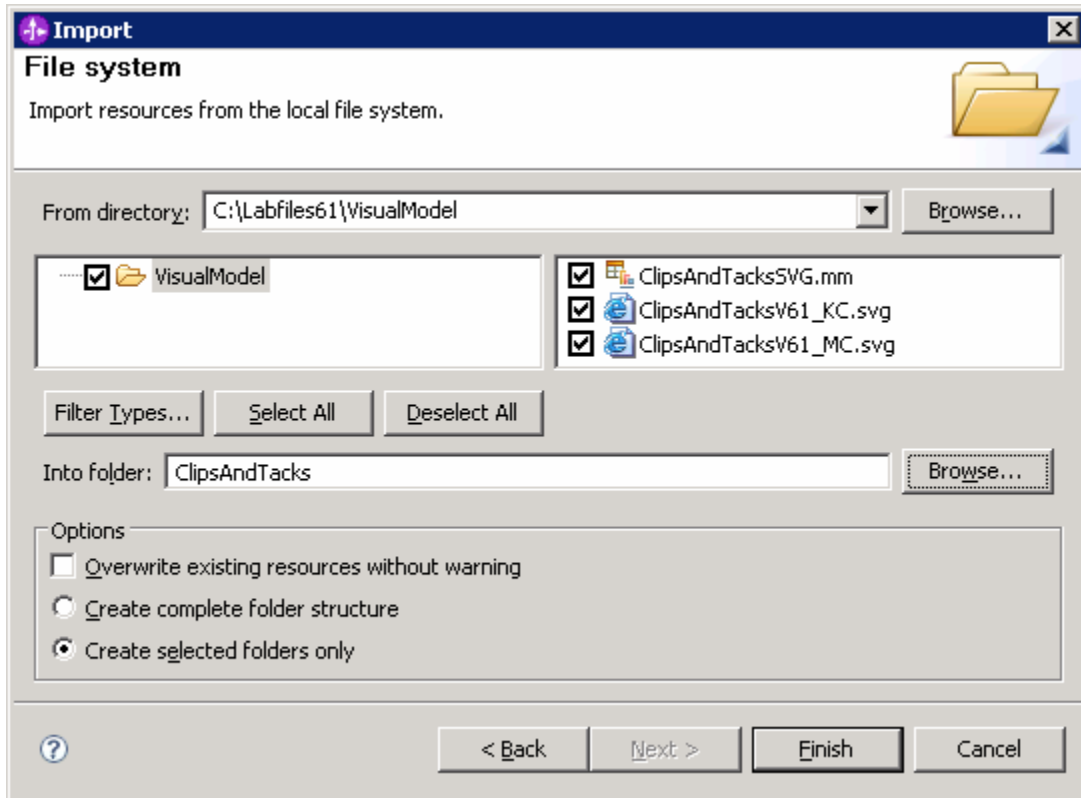 Import
File system
Import resources from the local file system.
From directory: C:\Labfiles61\VisualModel Browse...
VisualModel
ClipsAndTacksSVG.mm
ClipsAndTacksV61_KC.svg
ClipsAndTacksV61_MC.svg
Filter Types... Select All Deselect All
Into folder: ClipsAndTacks Browse...
Options
Overwrite existing resources without warning
Create complete folder structure
Create selected folders only
? < Back Next > Finish Cancel